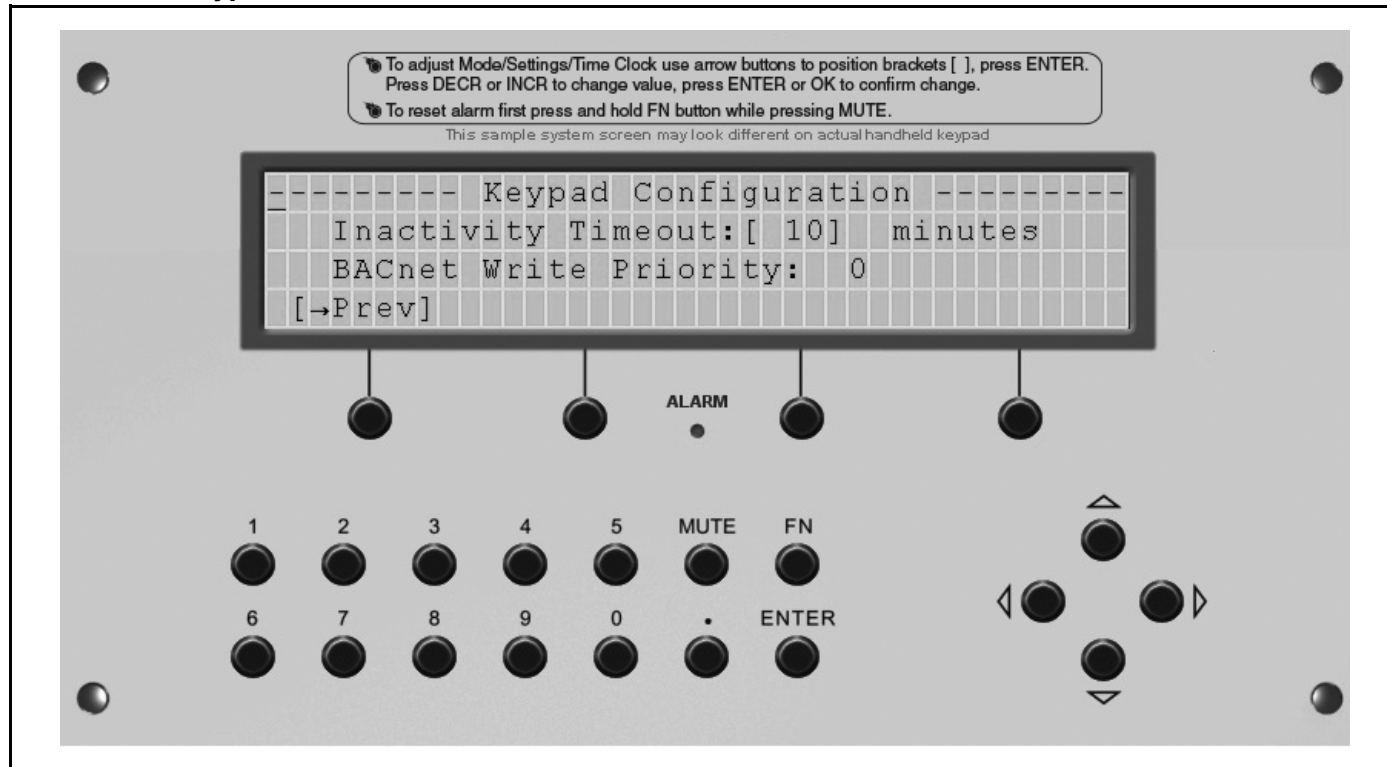 To adjust Mode/Settings/Time Clock use arrow buttons to position brackets [ ], press ENTER.
Press DECR or INCR to change value, press ENTER or OK to confirm change.
To reset alarm first press and hold FN button while pressing MUTE.
This sample system screen may look different on actual handheld keypad
--------- Keypad Configuration ---------
Inactivity Timeout:[ 10] minutes
BACnet Write Priority: 0
[→Prev]
ALARM
1 2 3 4 5 MUTE FN
6 7 8 9 0 . ENTER